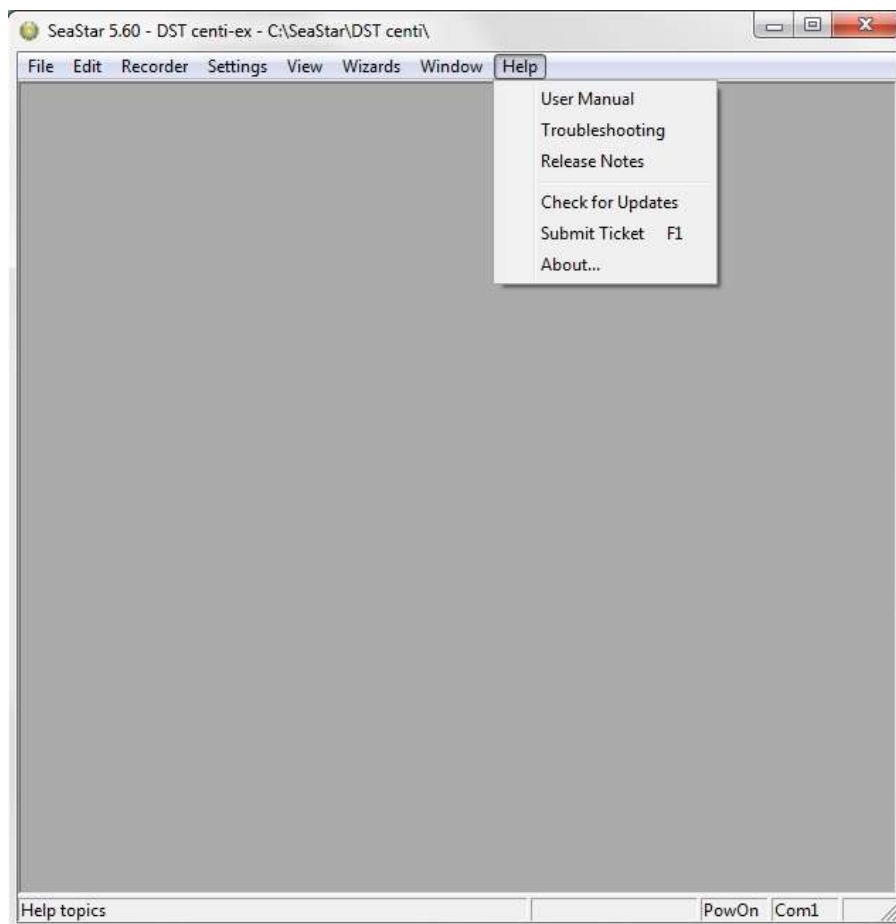 SeaStar 5.60 - DST centi-ex - C:\SeaStar\DST centi\
File Edit Recorder Settings View Wizards Window Help
User Manual
Troubleshooting
Release Notes
Check for Updates
Submit Ticket F1
About...
Help topics PowOn Com1